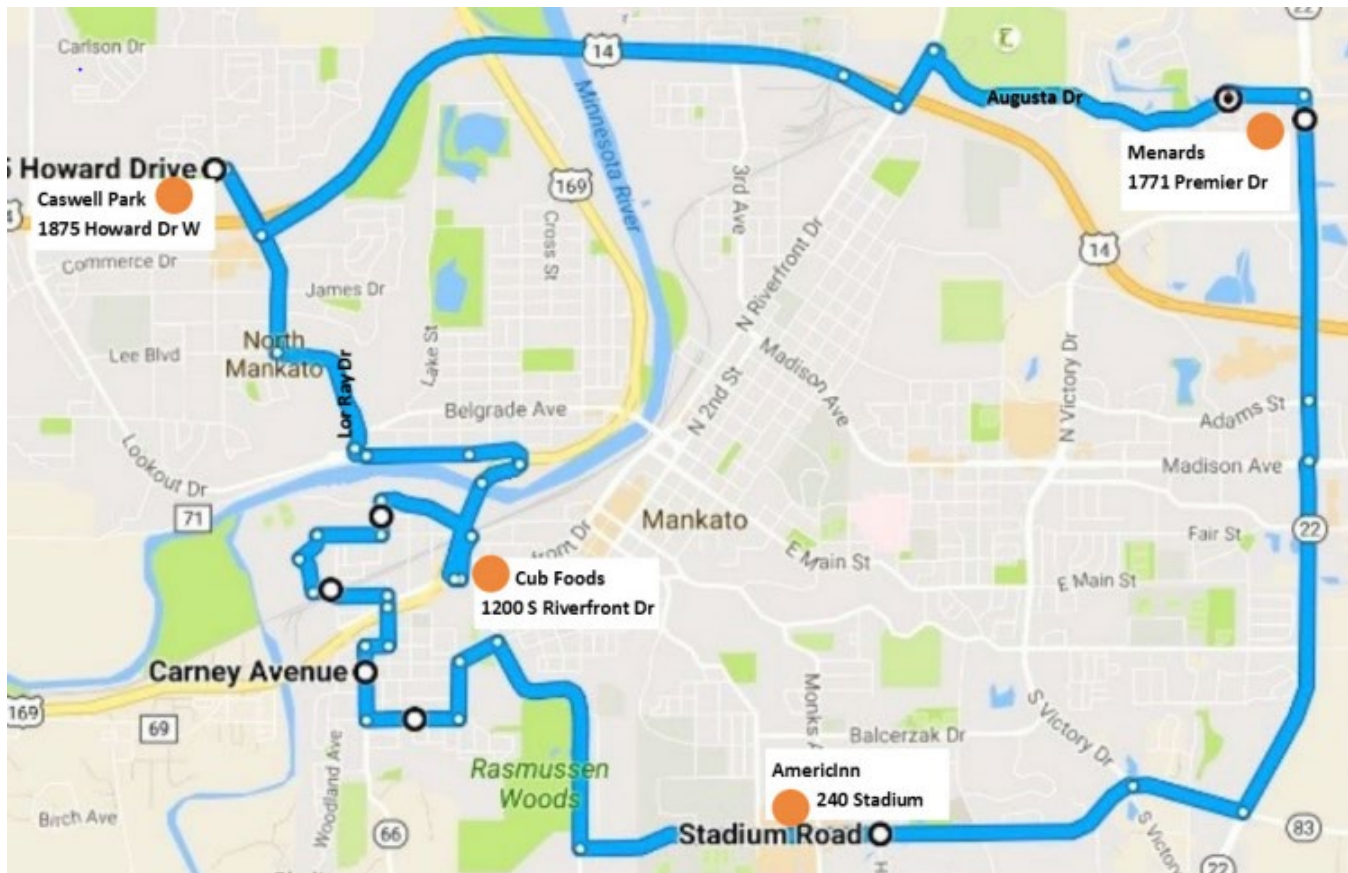 22
Carlson Dr
14
Minnesota River
Augusta Dr
Menards
1771 Premier Dr
5 Howard Drive
Caswell Park
1875 Howard Dr W
169
3rd Ave
Cross St
N Riverfront Dr
14
Commerce Dr
James Dr
North
Mankato
Lee Blvd
Lake St
Lor Ray Dr
Madison Ave
N 2nd St
N Victory Dr
Belgrade Ave
Adams St
Lookout Dr
Madison Ave
71
Mankato
22
Fair St
E Main St
E Main St
Cub Foods
1200 S Riverfront Dr
Carney Avenue
169
69
S Victory Dr
Balcerzak Dr
Woodland Ave
Rasmussen
Woods
AmericInn
240 Stadium
Stadium Road
Birch Ave
66
S Victory
83
22